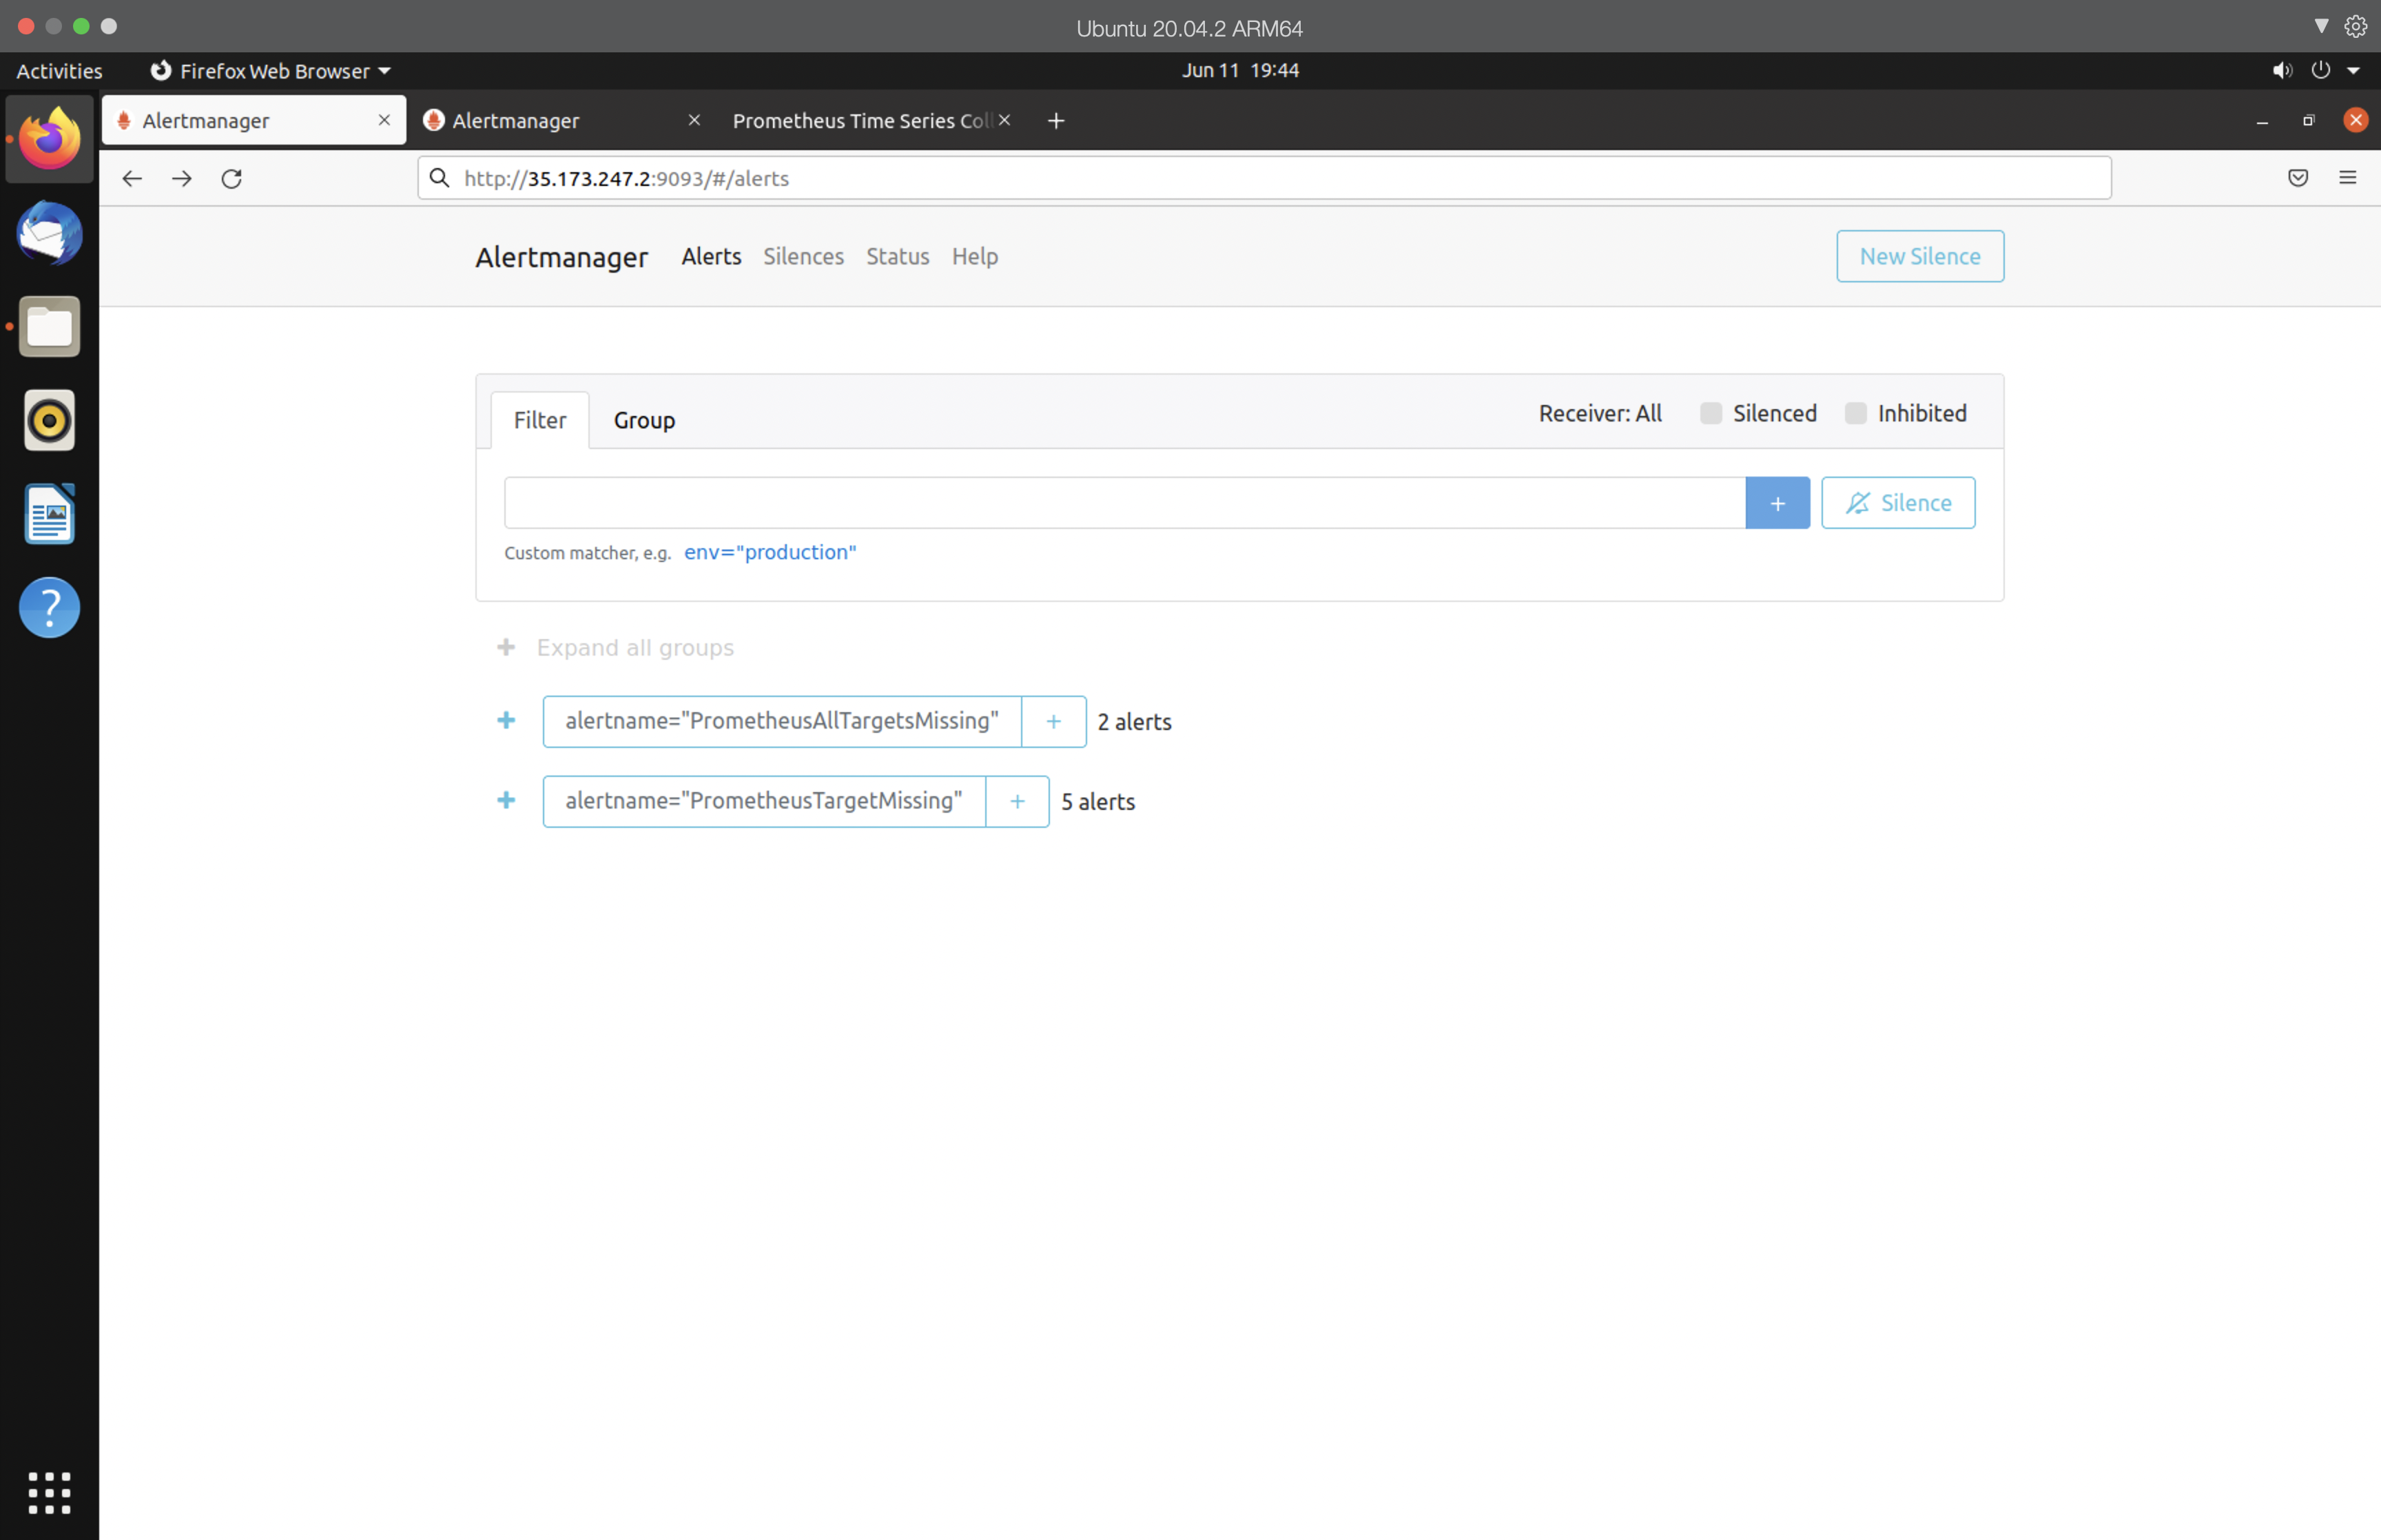 Ubuntu 20.04.2 ARM64
Activities Firefox Web Browser Jun 11 19:44
Alertmanager Alertmanager Prometheus Time Series Coll
http://35.173.247.2:9093/#/alerts
Alertmanager Alerts Silences Status Help New Silence
Filter Group Receiver: All Silenced Inhibited
+ Silence
Custom matcher, e.g. env="production"
+ Expand all groups
+ alertname="PrometheusAllTargetsMissing" + 2 alerts
+ alertname="PrometheusTargetMissing" + 5 alerts